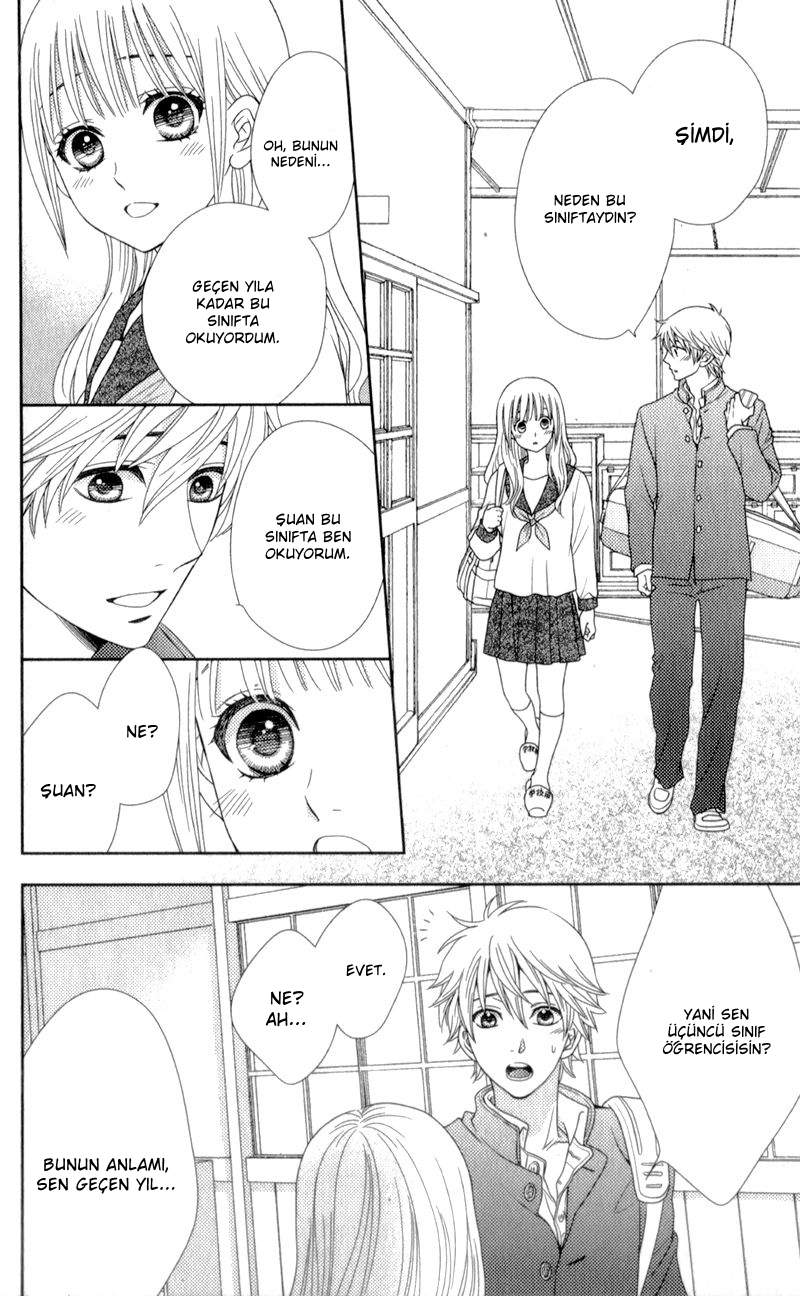 ŞİMDİ,
NEDEN BU
SINIFTAYDIN?
OH, BUNUN
NEDENİ...
GEÇEN YILA
KADAR BU
SINIFTA
OKUYORDUM.
ŞUAN BU
SINIFTA BEN
OKUYORUM.
NE?
ŞUAN?
YANİ SEN
ÜÇÜNCÜ SINIF
ÖĞRENCİSİSİN?
EVET.
NE?
AH...
BUNUN ANLAMI,
SEN GEÇEN YIL...